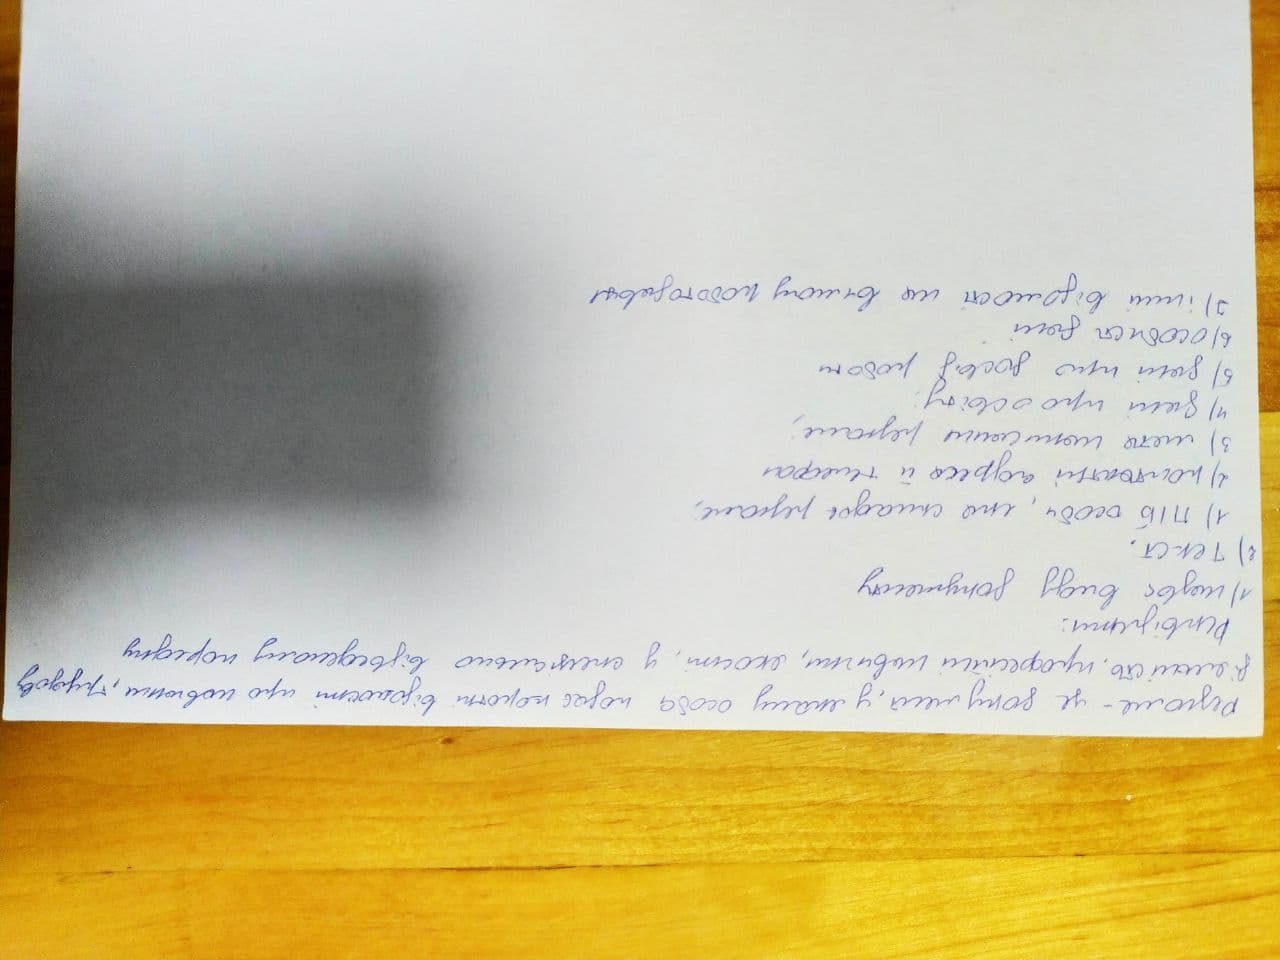 Резюме - це документ, у якому особа подає короткі відомості про навчання, трудову
діяльність, професійні навички, якості, у спеціально відведеному порядку
Реквізити:
1) назва виду документу
2) Текст.
1) ПІБ особи, яка складає резюме;
2) контактні адреса й телефон
3) мета написання резюме;
4) дані про освіту;
5) дані про досвід роботи
6) особисті дані
7) інші відомості на вимогу роботодавця